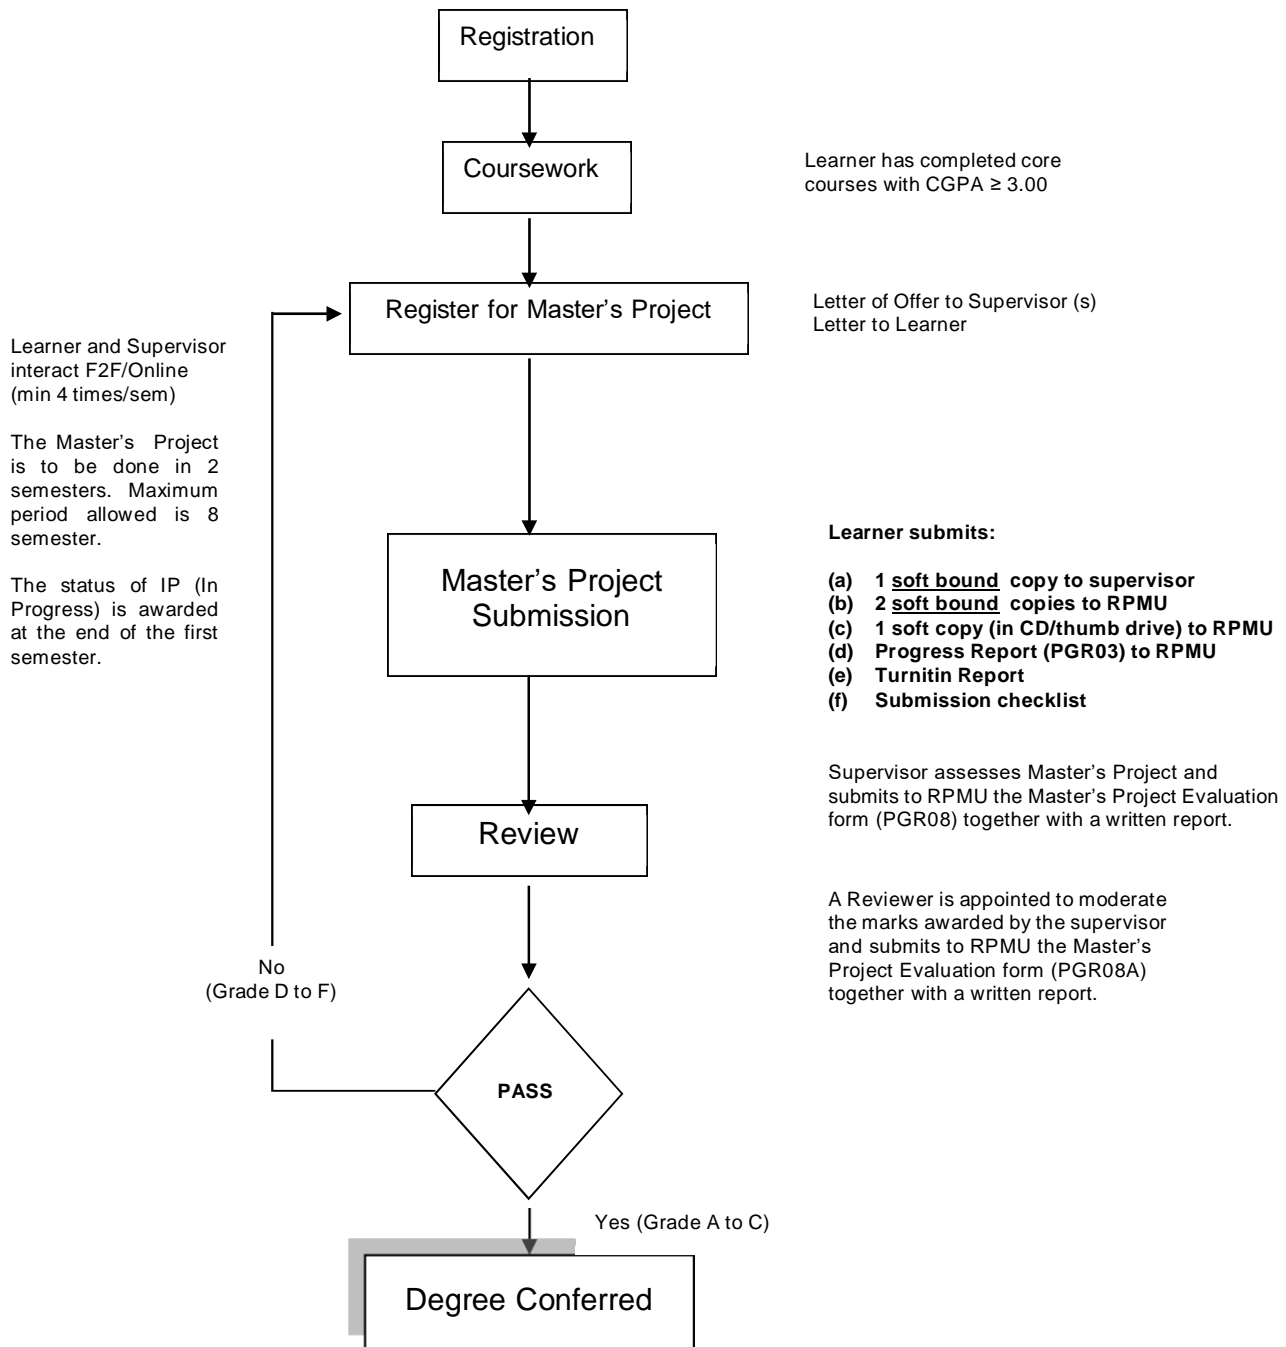 Registration
Coursework
Learner has completed core
courses with CGPA ≥ 3.00
Register for Master's Project
Letter of Offer to Supervisor (s)
Letter to Learner
Learner and Supervisor
interact F2F/Online
(min 4 times/sem)
The Master's Project
is to be done in 2
semesters. Maximum
period allowed is 8
semester.
The status of IP (In
Progress) is awarded
at the end of the first
semester.
Master's Project
Submission
Learner submits:
(a) 1 soft bound copy to supervisor
(b) 2 soft bound copies to RPMU
(c) 1 soft copy (in CD/thumb drive) to RPMU
(d) Progress Report (PGR03) to RPMU
(e) Turnitin Report
(f) Submission checklist
Supervisor assesses Master's Project and
submits to RPMU the Master's Project Evaluation
form (PGR08) together with a written report.
Review
A Reviewer is appointed to moderate
the marks awarded by the supervisor
and submits to RPMU the Master's
Project Evaluation form (PGR08A)
together with a written report.
No
(Grade D to F)
PASS
Yes (Grade A to C)
Degree Conferred